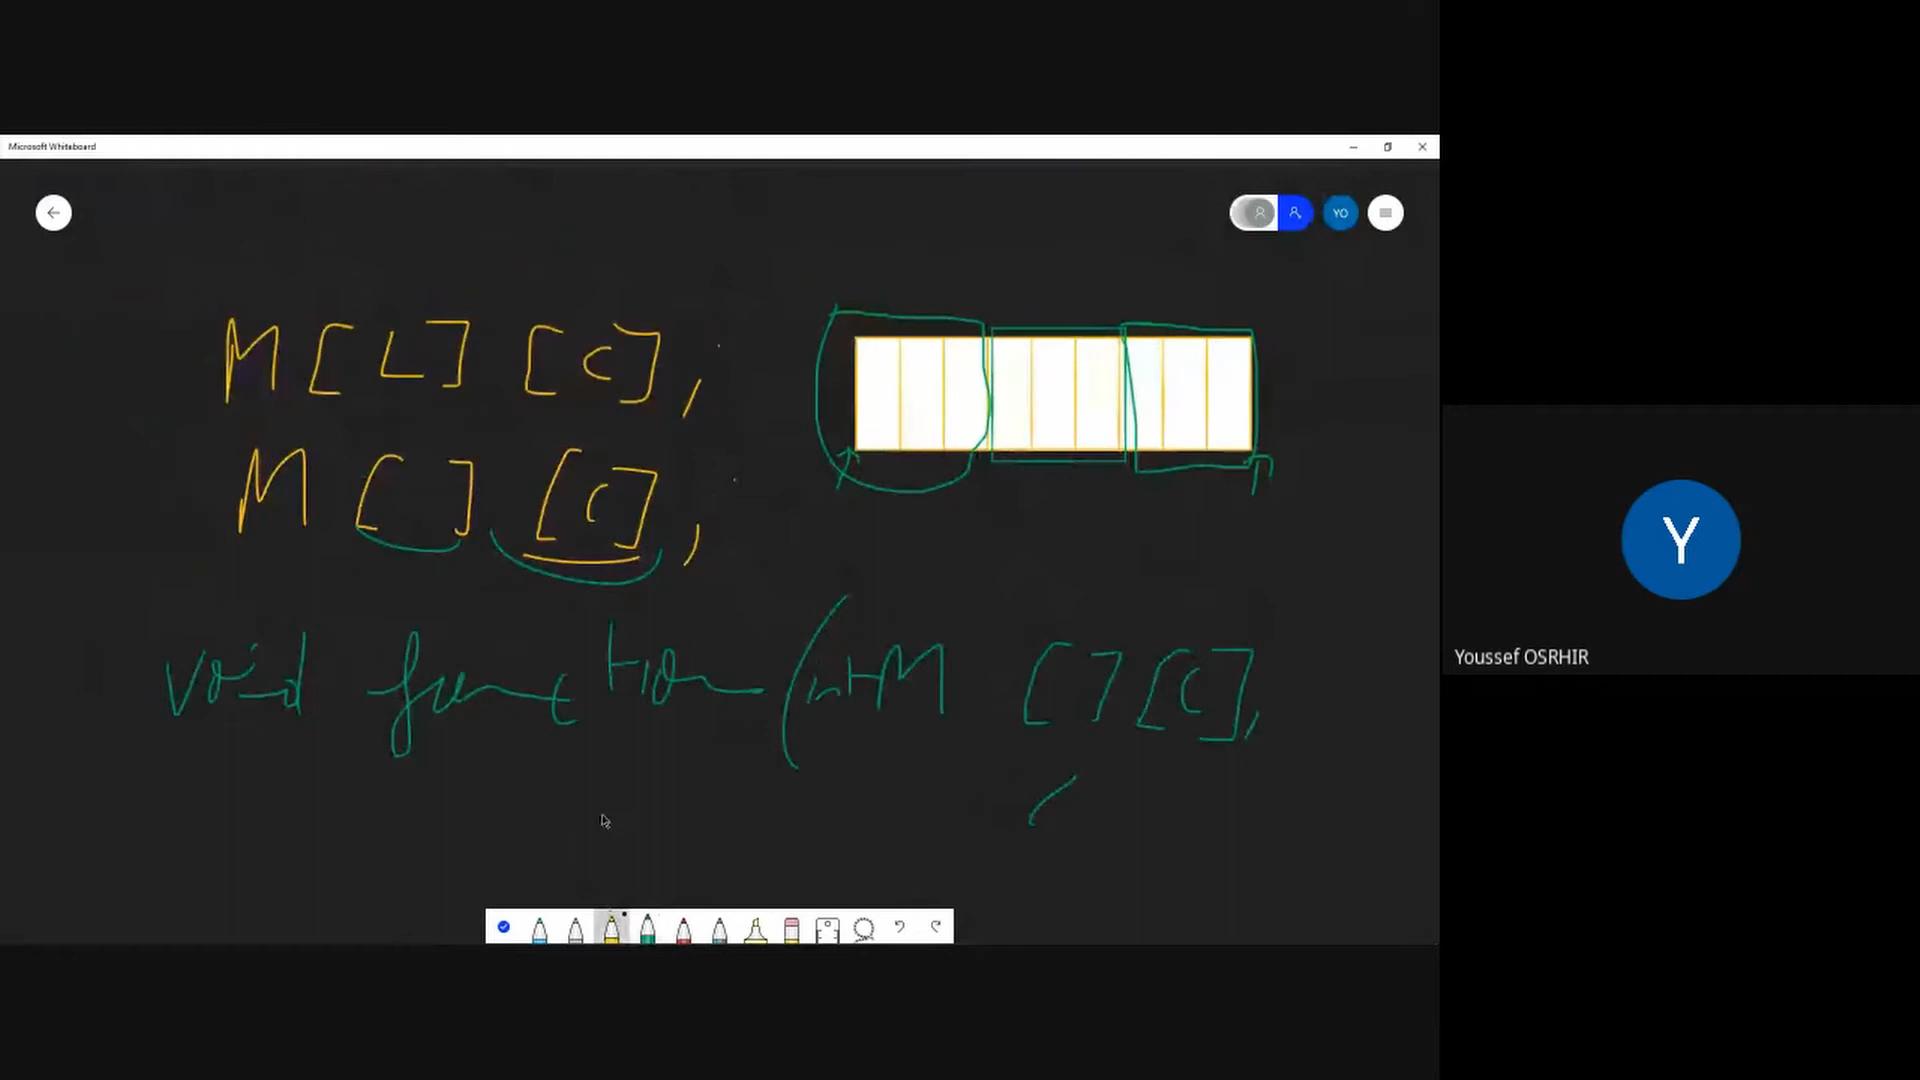 Microsoft Whiteboard
YO
M[L][C],
M[][C],
void function(int M [][C],
Y
Youssef OSRHIR